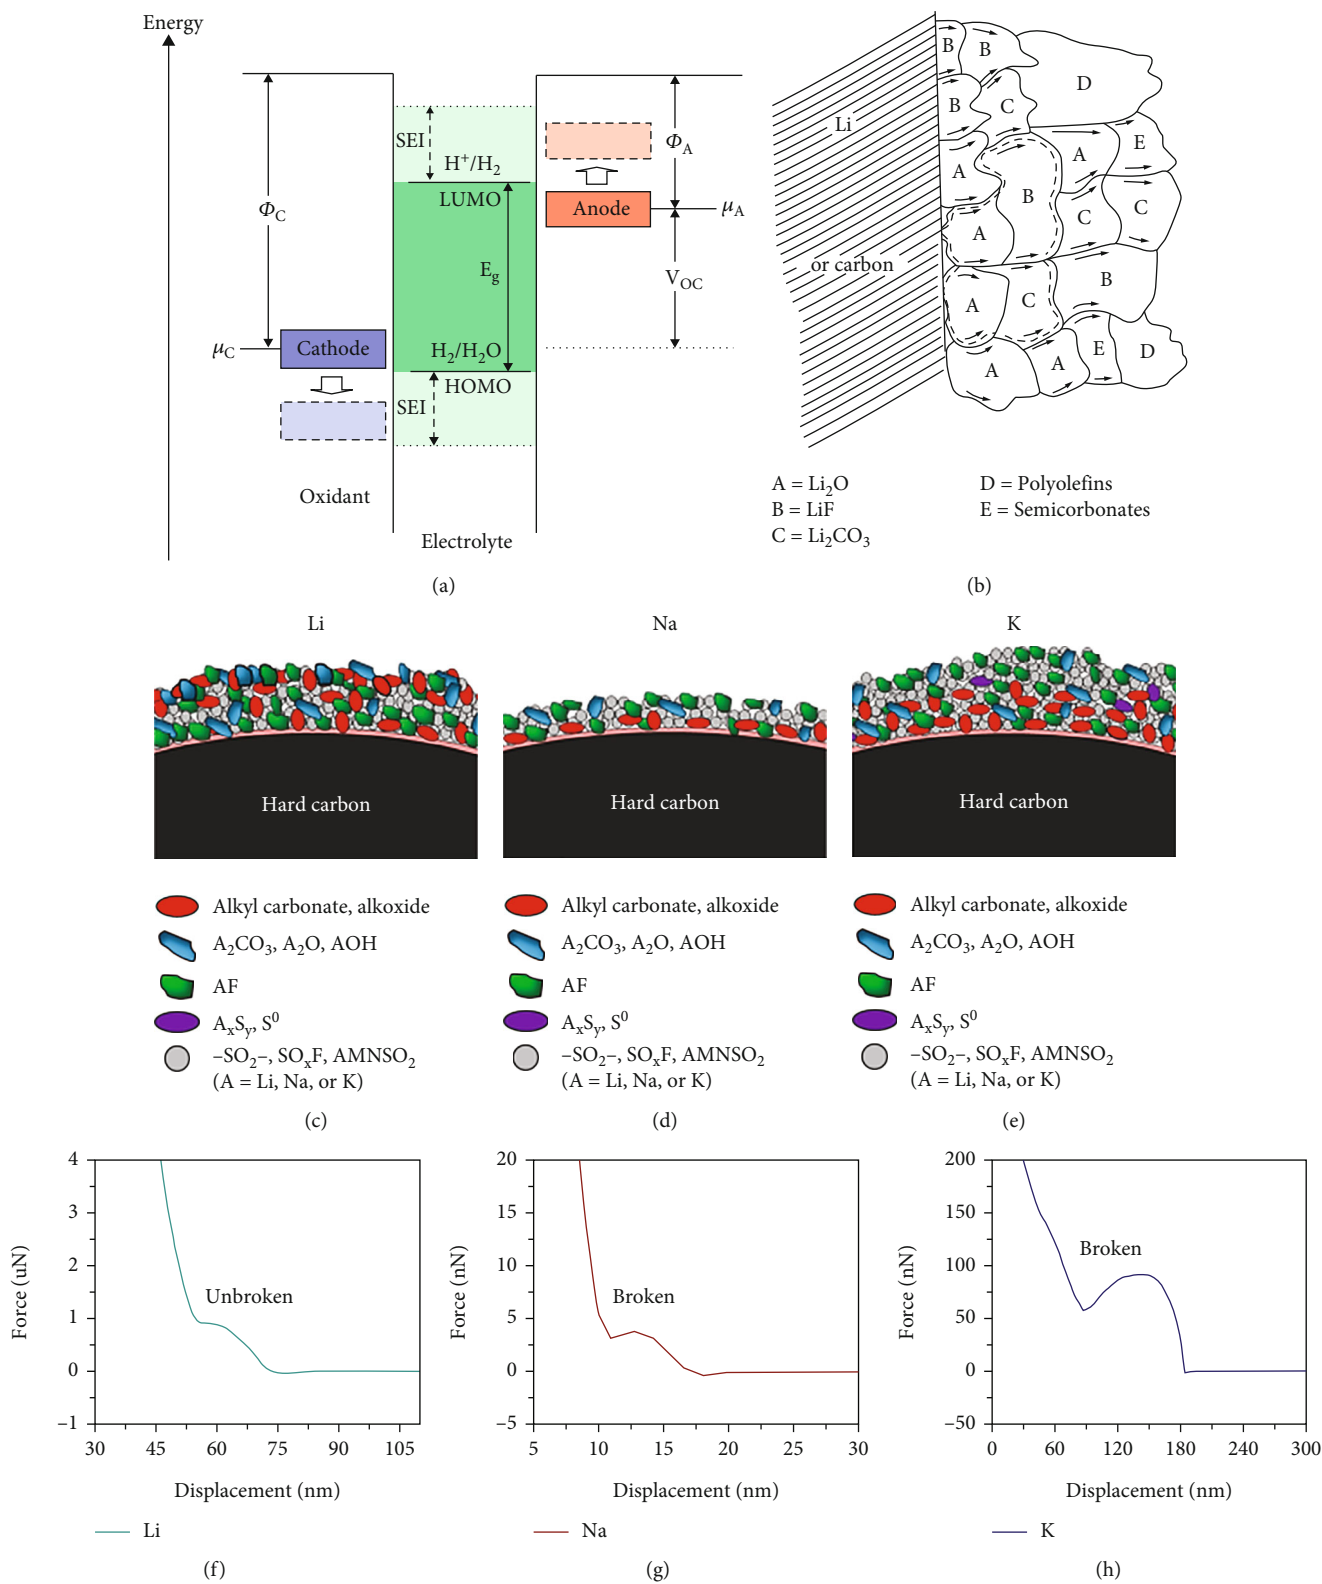 Energy
SEI
H⁺/H₂
LUMO
Φ_C
Φ_A
Anode
μ_A
E_g
V_OC
μ_C
Cathode
H₂/H₂O
HOMO
SEI
Oxidant
Electrolyte
(a)
B
B
D
Li
B
C
A
A
E
B
C
C
A
or carbon
B
A
C
A
A
E
D
A = Li₂O
B = LiF
C = Li₂CO₃
D = Polyolefins
E = Semicorbonates
(b)
Li
Hard carbon
Alkyl carbonate, alkoxide
A₂CO₃, A₂O, AOH
AF
AₓS_y, S⁰
–SO₂–, SOₓF, AMNSO₂
(A = Li, Na, or K)
(c)
Na
Hard carbon
Alkyl carbonate, alkoxide
A₂CO₃, A₂O, AOH
AF
AₓS_y, S⁰
–SO₂–, SOₓF, AMNSO₂
(A = Li, Na, or K)
(d)
K
Hard carbon
Alkyl carbonate, alkoxide
A₂CO₃, A₂O, AOH
AF
AₓS_y, S⁰
–SO₂–, SOₓF, AMNSO₂
(A = Li, Na, or K)
(e)
Force (uN)
4
3
2
1
0
–1
Unbroken
30 45 60 75 90 105
Displacement (nm)
Li
(f)
Force (nN)
20
15
10
5
0
–5
Broken
5 10 15 20 25 30
Displacement (nm)
Na
(g)
Force (nN)
200
150
100
50
0
–50
Broken
0 60 120 180 240 300
Displacement (nm)
K
(h)